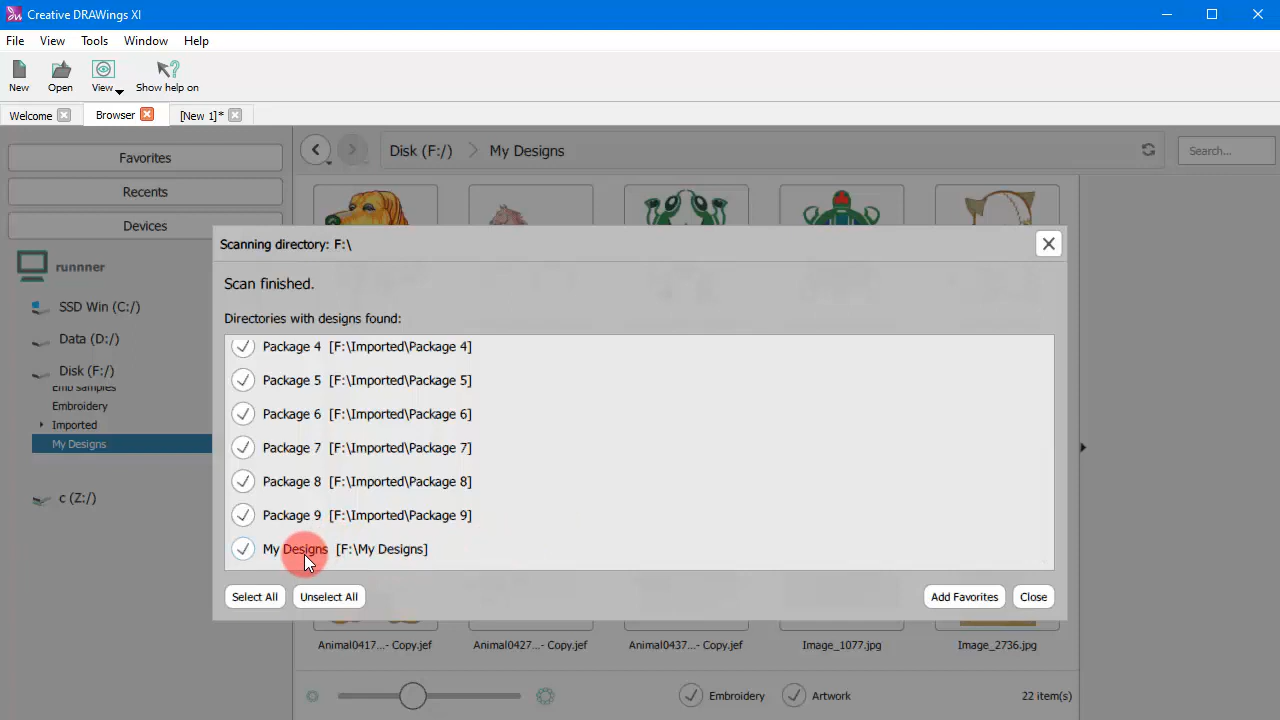 Creative DRAWings XI
File View Tools Window Help
New Open View Show help on
Welcome Browser [New 1]*
Favorites
Recents
Devices
runnner
SSD Win (C:/)
Data (D:/)
Disk (F:/)
Emb samples
Embroidery
Imported
My Designs
c (Z:/)
Disk (F:/) My Designs Search...
Scanning directory: F:\
Scan finished.
Directories with designs found:
Package 4 [F:\Imported\Package 4]
Package 5 [F:\Imported\Package 5]
Package 6 [F:\Imported\Package 6]
Package 7 [F:\Imported\Package 7]
Package 8 [F:\Imported\Package 8]
Package 9 [F:\Imported\Package 9]
My Designs [F:\My Designs]
Select All Unselect All Add Favorites Close
Animal0417...- Copy.jef Animal0427...- Copy.jef Animal0437...- Copy.jef Image_1077.jpg Image_2736.jpg
Embroidery Artwork 22 item(s)